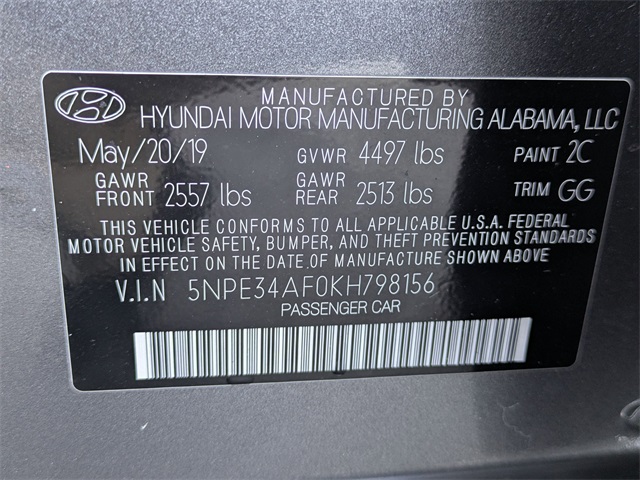 MANUFACTURED BY
HYUNDAI MOTOR MANUFACTURING ALABAMA, LLC
May/20/19 GVWR 4497 lbs PAINT 2C
GAWR FRONT 2557 lbs GAWR REAR 2513 lbs TRIM GG
THIS VEHICLE CONFORMS TO ALL APPLICABLE U.S.A. FEDERAL
MOTOR VEHICLE SAFETY, BUMPER, AND THEFT PREVENTION STANDARDS
IN EFFECT ON THE DATE OF MANUFACTURE SHOWN ABOVE.
V.I.N 5NPE34AF0KH798156
PASSENGER CAR